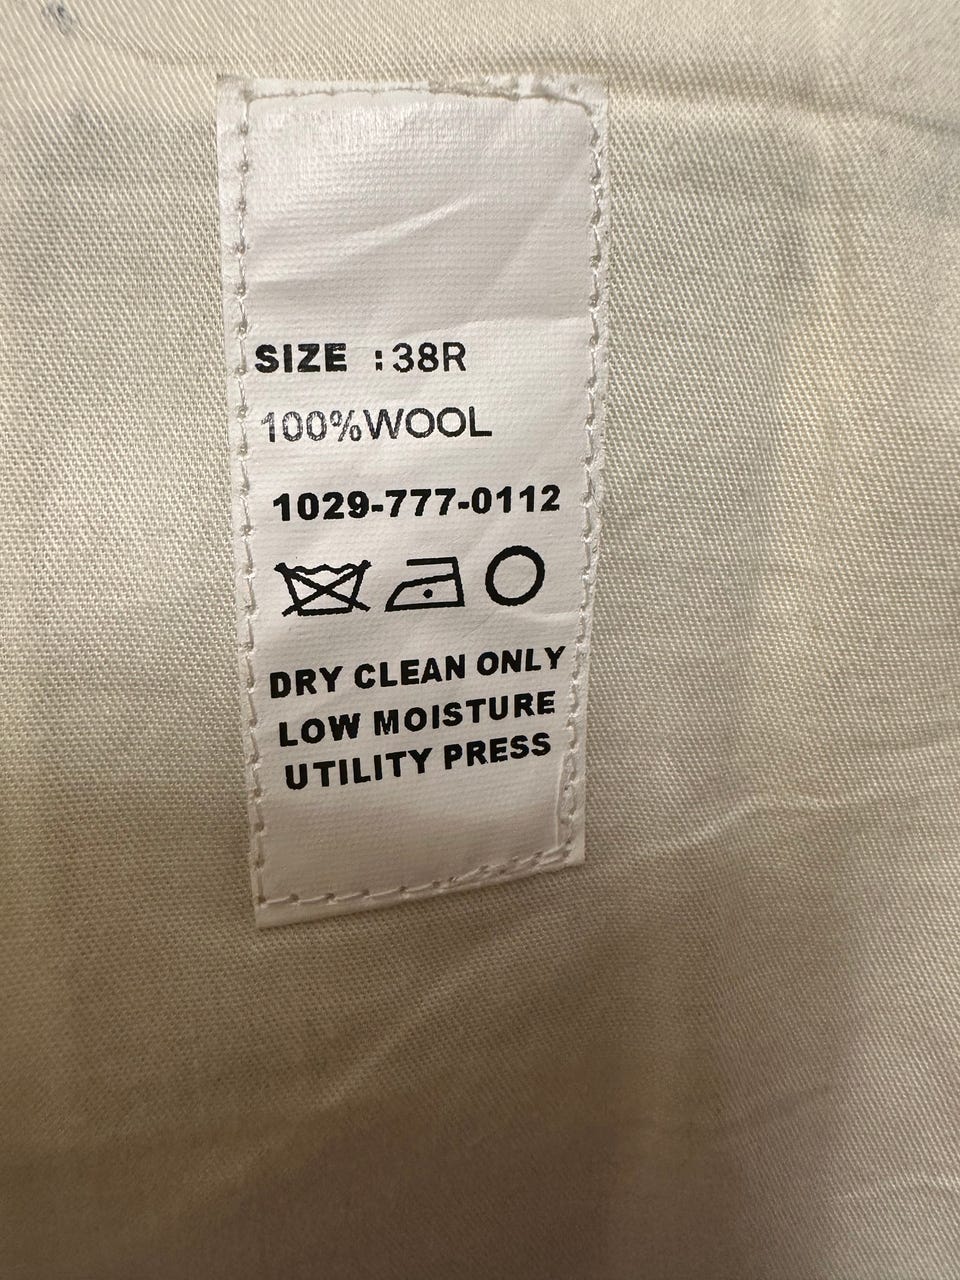 SIZE :38R
100%WOOL
1029-777-0112
DRY CLEAN ONLY
LOW MOISTURE
UTILITY PRESS